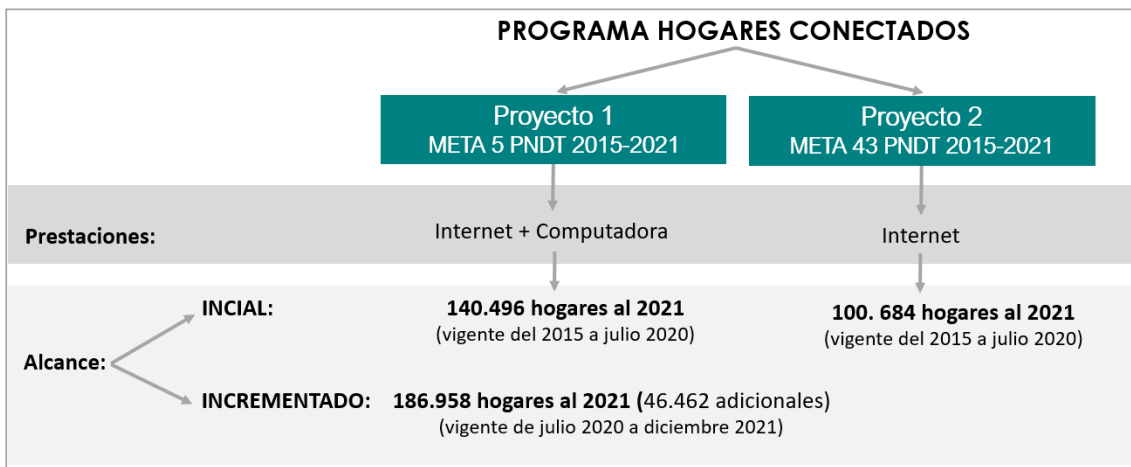 PROGRAMA HOGARES CONECTADOS
Proyecto 1
META 5 PNDT 2015-2021
Proyecto 2
META 43 PNDT 2015-2021
Prestaciones:
Internet + Computadora
Internet
Alcance:
INCIAL:
140.496 hogares al 2021
(vigente del 2015 a julio 2020)
100. 684 hogares al 2021
(vigente del 2015 a julio 2020)
INCREMENTADO:
186.958 hogares al 2021 (46.462 adicionales)
(vigente de julio 2020 a diciembre 2021)